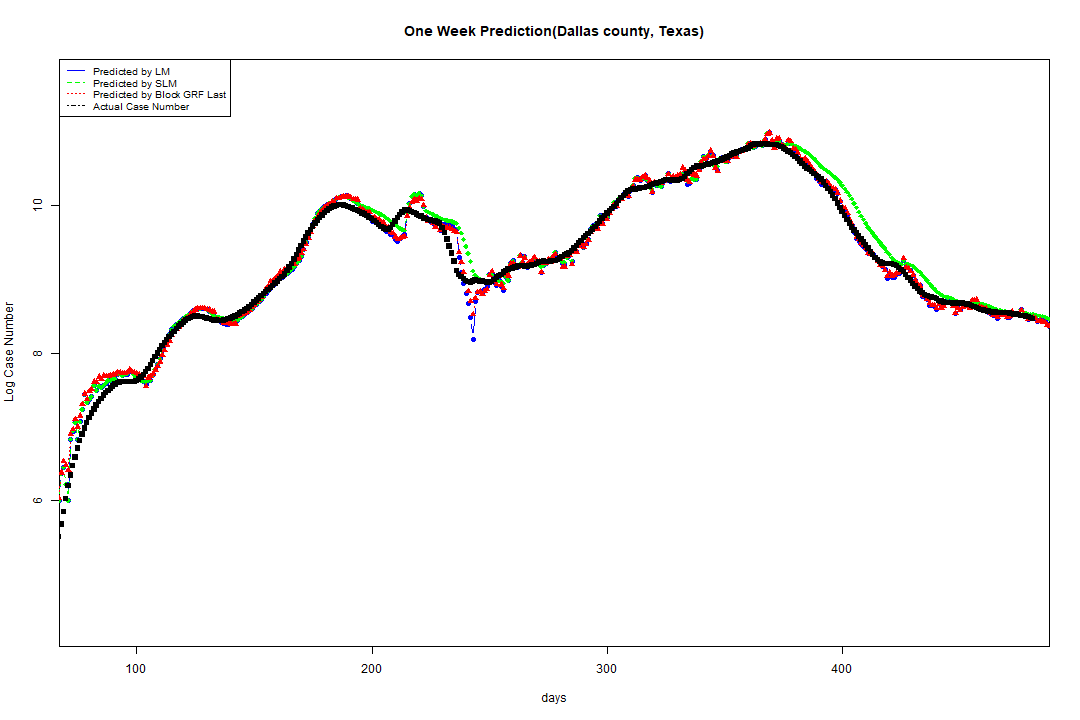 One Week Prediction(Dallas county, Texas)
Predicted by LM
Predicted by SLM
Predicted by Block GRF Last
Actual Case Number
10
8
6
Log Case Number
100 200 300 400
days